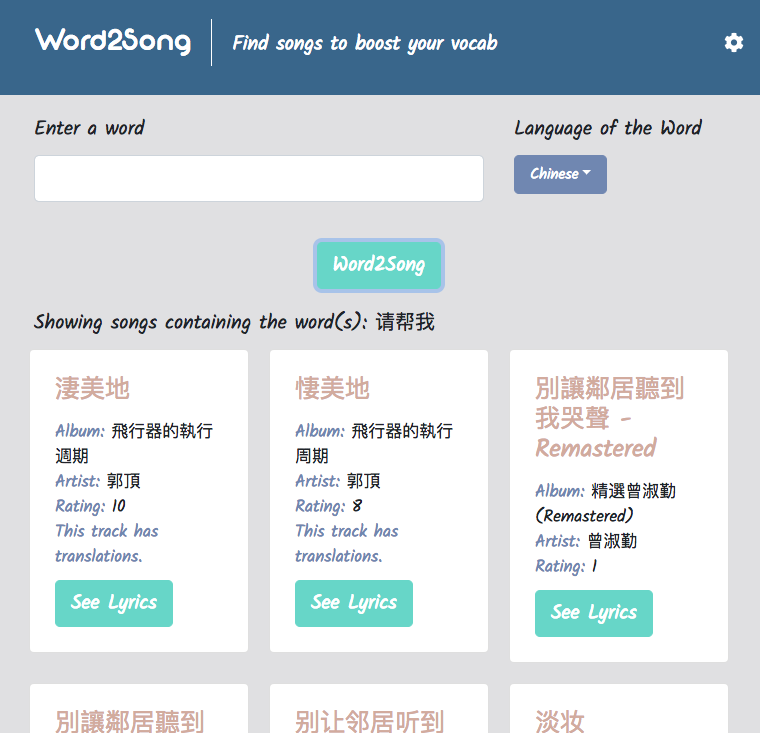 Word2Song
Find songs to boost your vocab
Enter a word
Language of the Word
Chinese
Word2Song
Showing songs containing the word(s): 请帮我
淒美地
Album: 飛行器的執行
週期
Artist: 郭頂
Rating: 10
This track has
translations.
See Lyrics
悽美地
Album: 飛行器的執行
周期
Artist: 郭頂
Rating: 8
This track has
translations.
See Lyrics
別讓鄰居聽到
我哭聲 -
Remastered
Album: 精選曾淑勤
(Remastered)
Artist: 曾淑勤
Rating: 1
See Lyrics
別讓鄰居聽到
别让邻居听到
淡妆